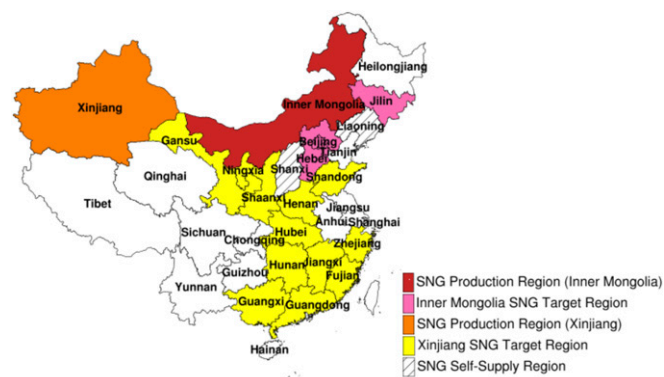 Heilongjiang
Xinjiang
Inner Mongolia
Jilin
Liaoning
Gansu
Beijing
Tianjin
Hebei
Ningxia
Shanxi
Shandong
Qinghai
Shaanxi
Henan
Jiangsu
Tibet
Anhui
Shanghai
Sichuan
Chongqing
Hubei
Zhejiang
Hunan
Jiangxi
Guizhou
Fujian
Yunnan
Guangxi
Guangdong
Hainan
SNG Production Region (Inner Mongolia)
Inner Mongolia SNG Target Region
SNG Production Region (Xinjiang)
Xinjiang SNG Target Region
SNG Self-Supply Region